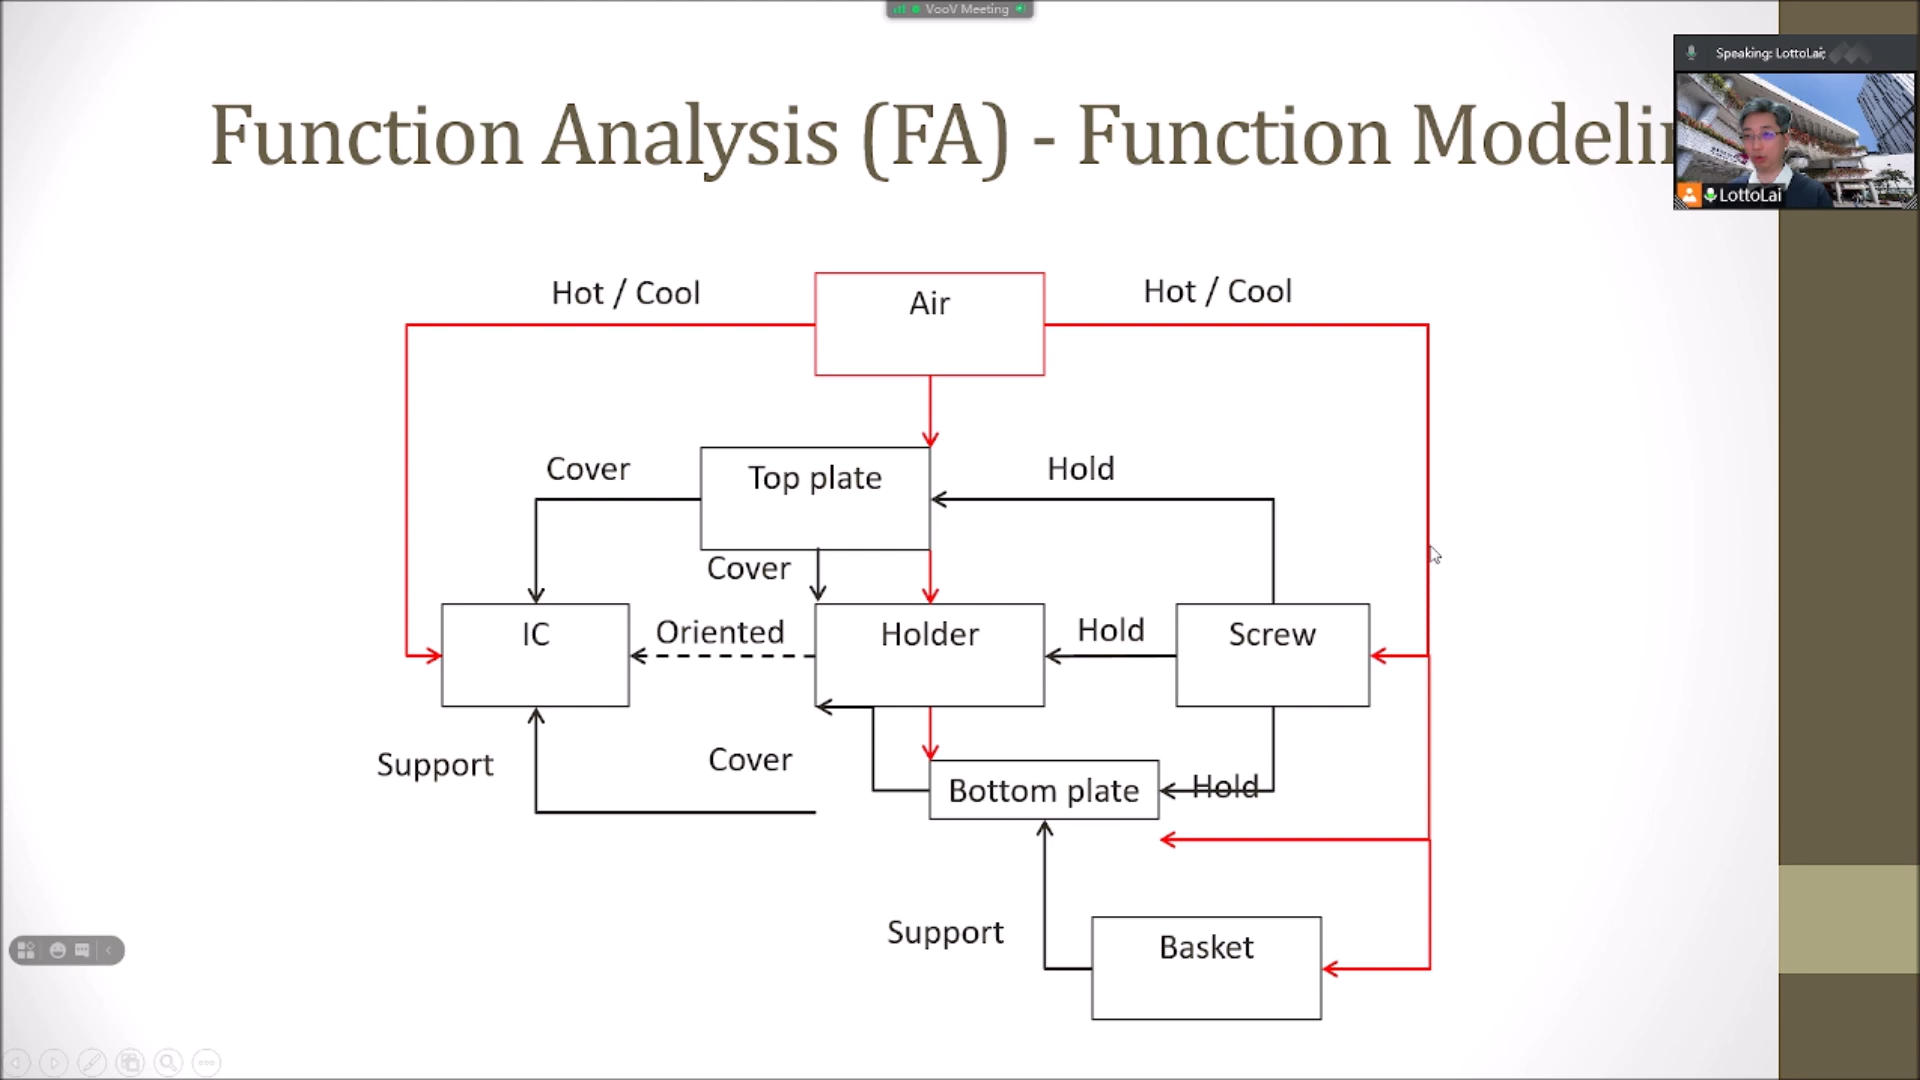 VooV Meeting
Speaking: LottoLai;
Function Analysis (FA) - Function Modelin
LottoLai
Hot / Cool
Air
Hot / Cool
Cover
Top plate
Hold
Cover
IC
Oriented
Holder
Hold
Screw
Support
Cover
Bottom plate
Hold
Support
Basket